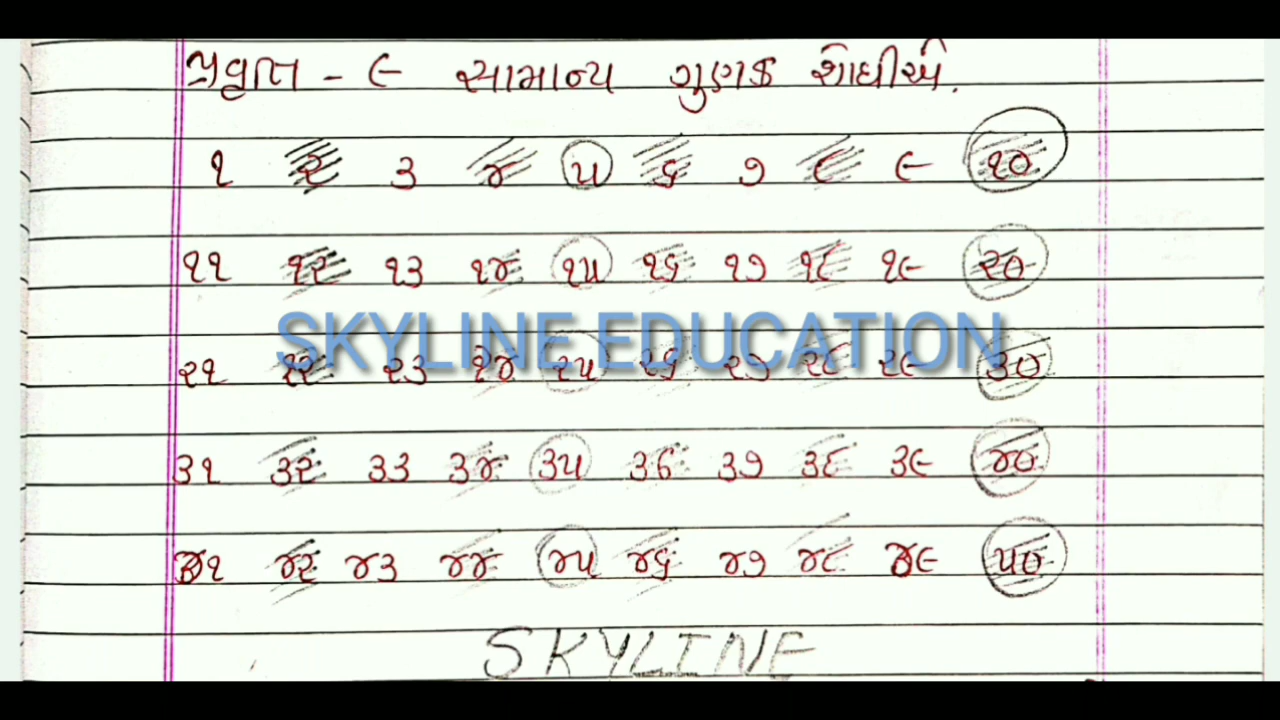 પ્રવૃત્તિ - ૯ સામાન્ય ગુણક શોધીએ.
૧ ૨ ૩ ૪ ૫ ૬ ૭ ૮ ૯ ૧૦
૧૧ ૧૨ ૧૩ ૧૪ ૧૫ ૧૬ ૧૭ ૧૮ ૧૯ ૨૦
SKYLINE EDUCATION
૨૧ ૨૨ ૨૩ ૨૪ ૨૫ ૨૬ ૨૭ ૨૮ ૨૯ ૩૦
૩૧ ૩૨ ૩૩ ૩૪ ૩૫ ૩૬ ૩૭ ૩૮ ૩૯ ૪૦
૪૧ ૪૨ ૪૩ ૪૪ ૪૫ ૪૬ ૪૭ ૪૮ ૪૯ ૫૦
SKYLINE